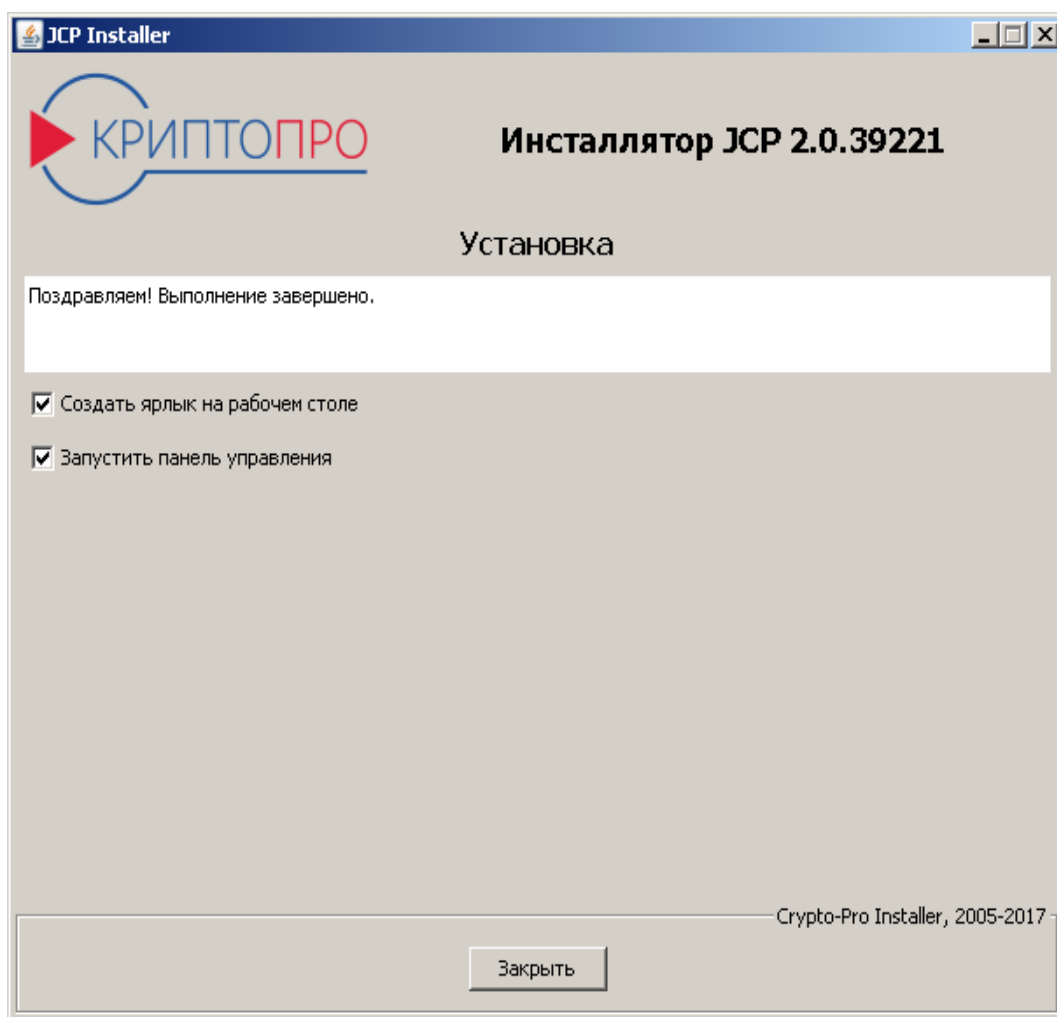 JCP Installer
КРИПТОПРО
Инсталлятор JCP 2.0.39221
Установка
Поздравляем! Выполнение завершено.
Создать ярлык на рабочем столе
Запустить панель управления
Crypto-Pro Installer, 2005-2017
Закрыть